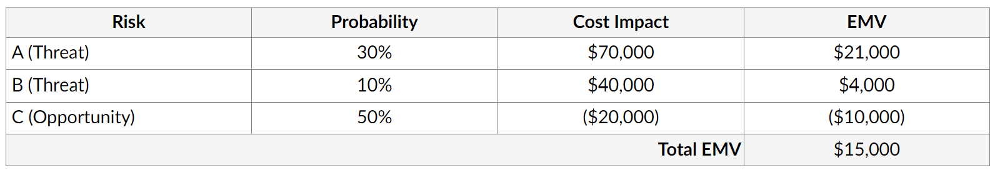 Risk Probability Cost Impact EMV
A (Threat) 30% $70,000 $21,000
B (Threat) 10% $40,000 $4,000
C (Opportunity) 50% ($20,000) ($10,000)
Total EMV $15,000